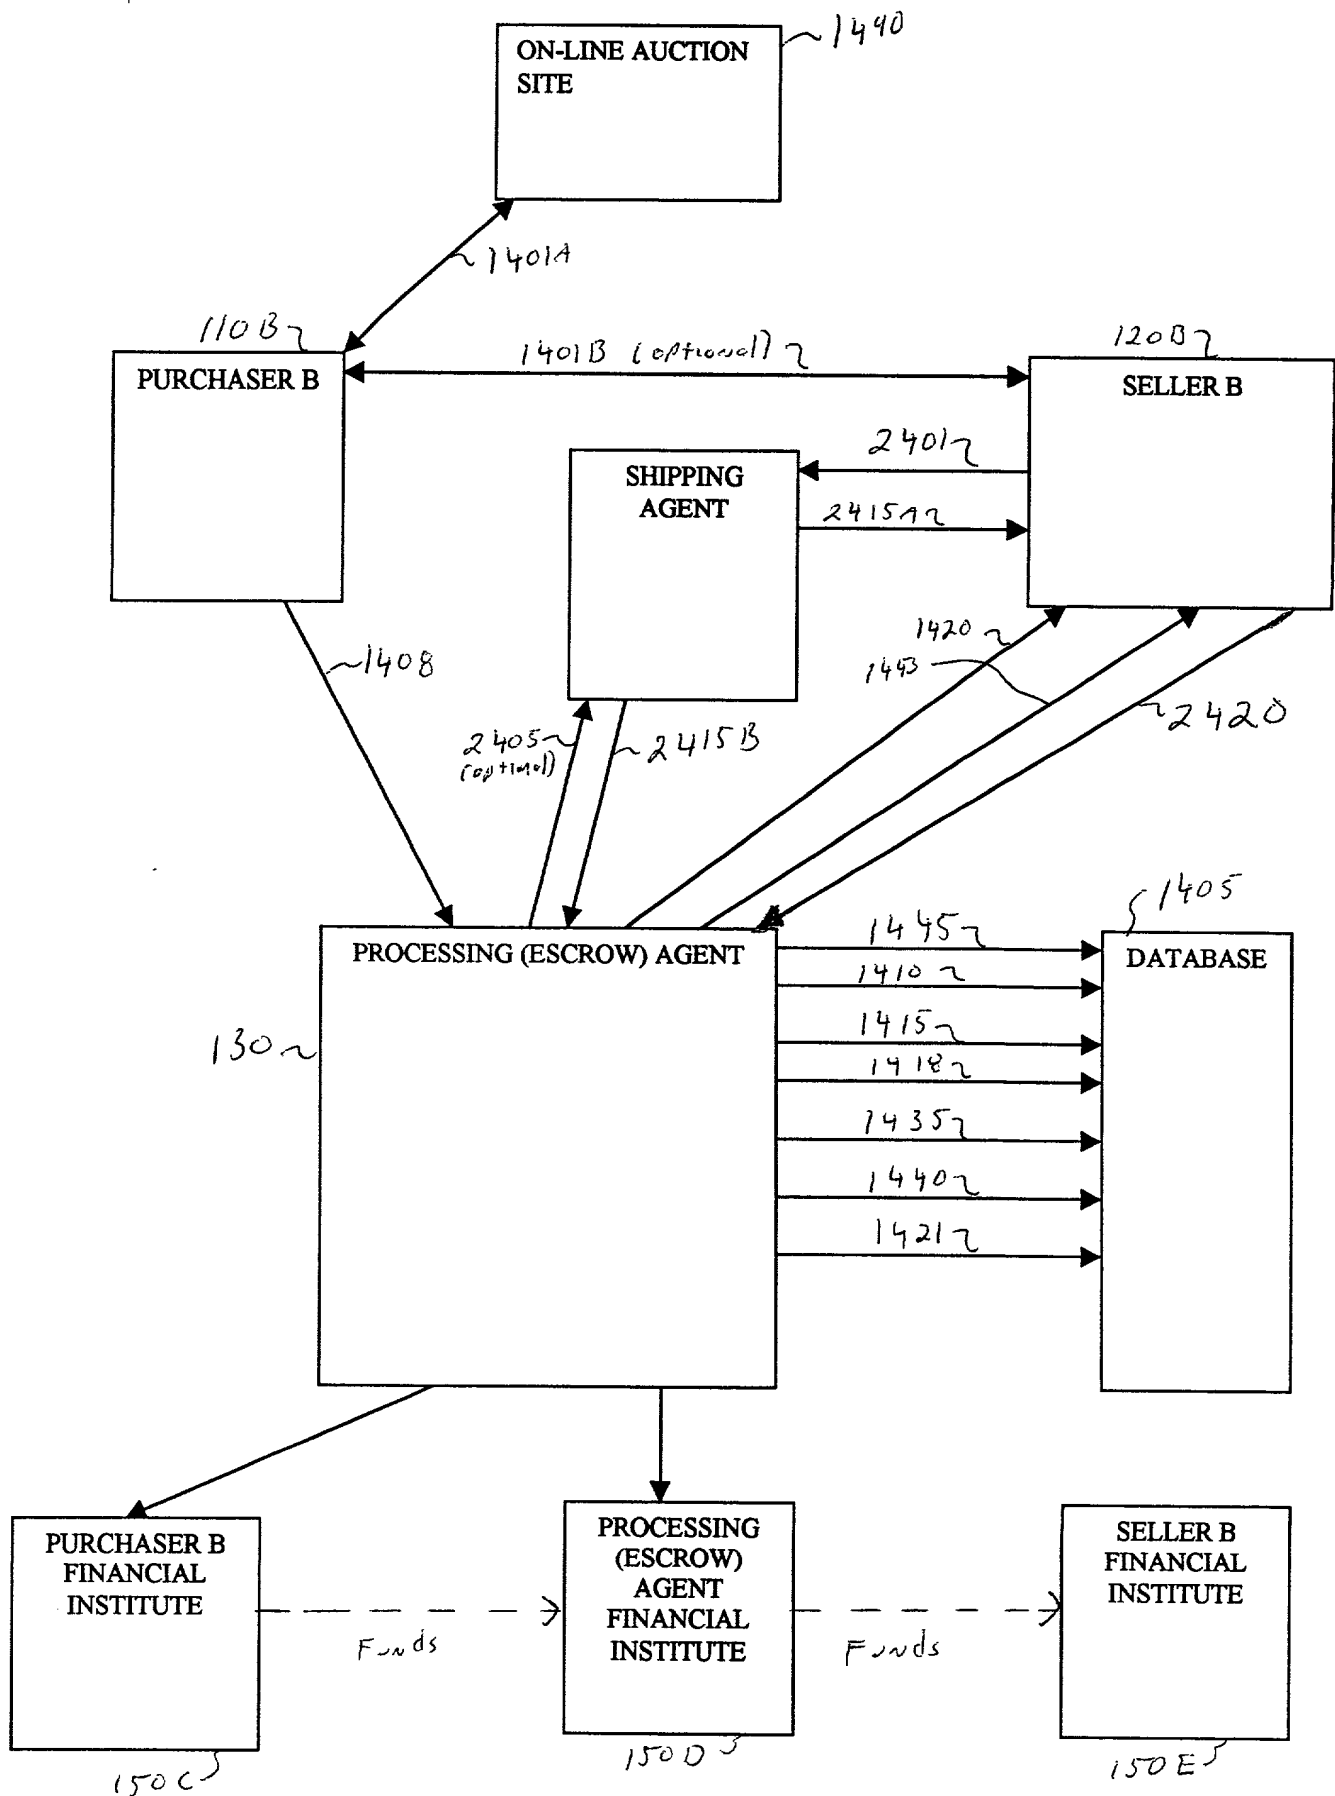 1490
ON-LINE AUCTION
SITE
1401A
110B
1401B (optional)
120B
PURCHASER B
SELLER B
2401
SHIPPING
AGENT
2415A
1420
1443
1408
2420
2405
(optional)
2415B
1405
PROCESSING (ESCROW) AGENT
1445
DATABASE
1410
1415
130
1418
1435
1440
1421
PURCHASER B
FINANCIAL
INSTITUTE
PROCESSING
(ESCROW)
AGENT
FINANCIAL
INSTITUTE
SELLER B
FINANCIAL
INSTITUTE
Funds
Funds
150C
150D
150E